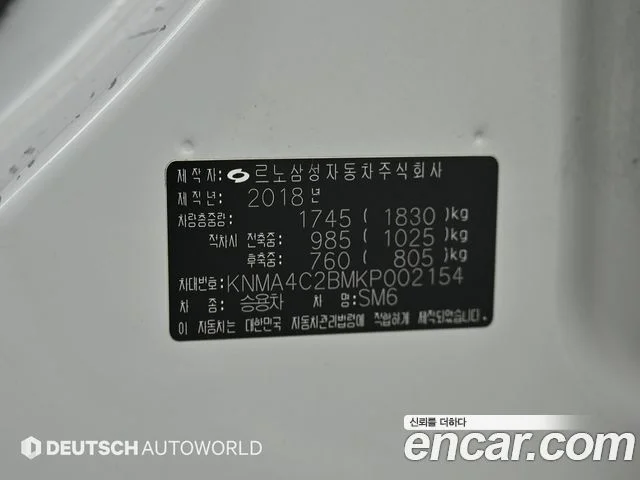 제 작 자: 르노삼성자동차주식회사
제 작 년: 2018년
차량총중량: 1745( 1830)kg
적차시 전축중: 985( 1025)kg
후축중: 760( 805)kg
차대번호: KNMA4C2BMKP002154
차 종: 승용차 차 명:SM6
이 자동차는 대한민국 자동차관리법령에 적합하게 제작되었습니다.
신뢰를 더하다
encar.com
DEUTSCH AUTOWORLD